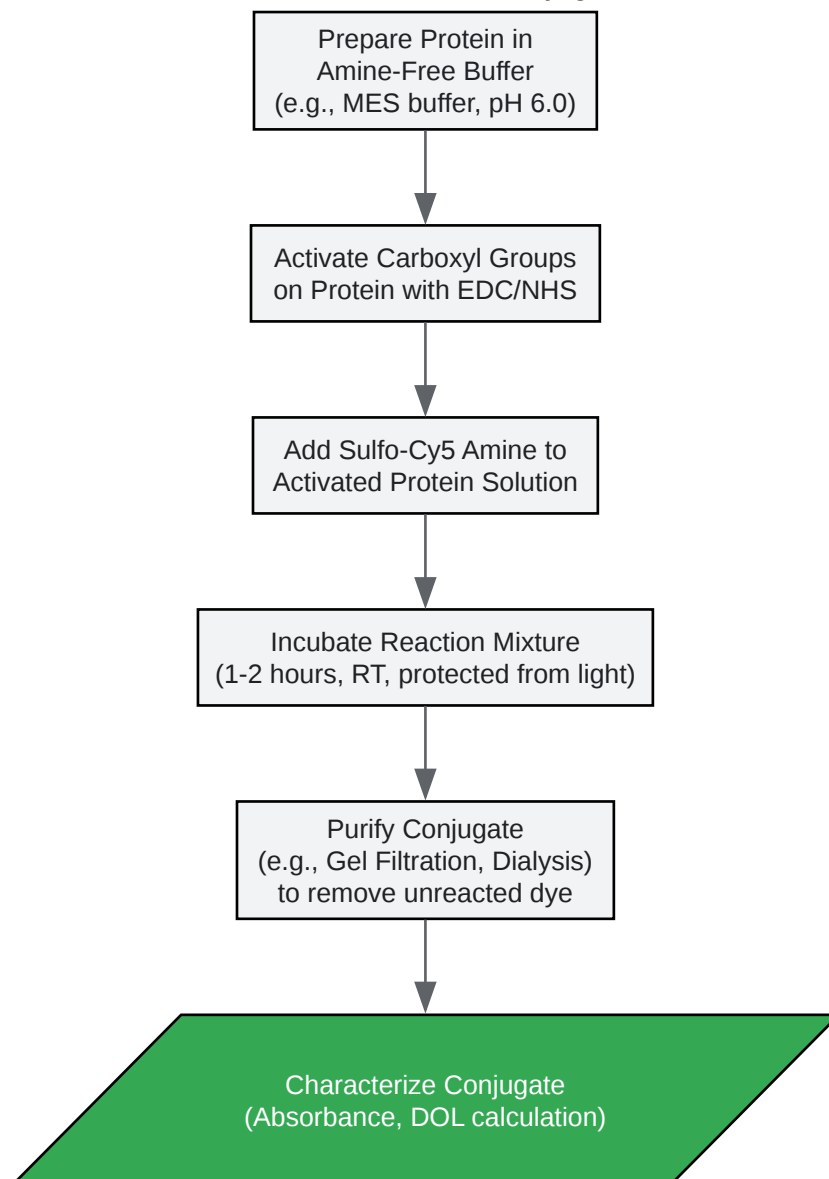 Prepare Protein in
Amine-Free Buffer
(e.g., MES buffer, pH 6.0)
Activate Carboxyl Groups
on Protein with EDC/NHS
Add Sulfo-Cy5 Amine to
Activated Protein Solution
Incubate Reaction Mixture
(1-2 hours, RT, protected from light)
Purify Conjugate
(e.g., Gel Filtration, Dialysis)
to remove unreacted dye
Characterize Conjugate
(Absorbance, DOL calculation)